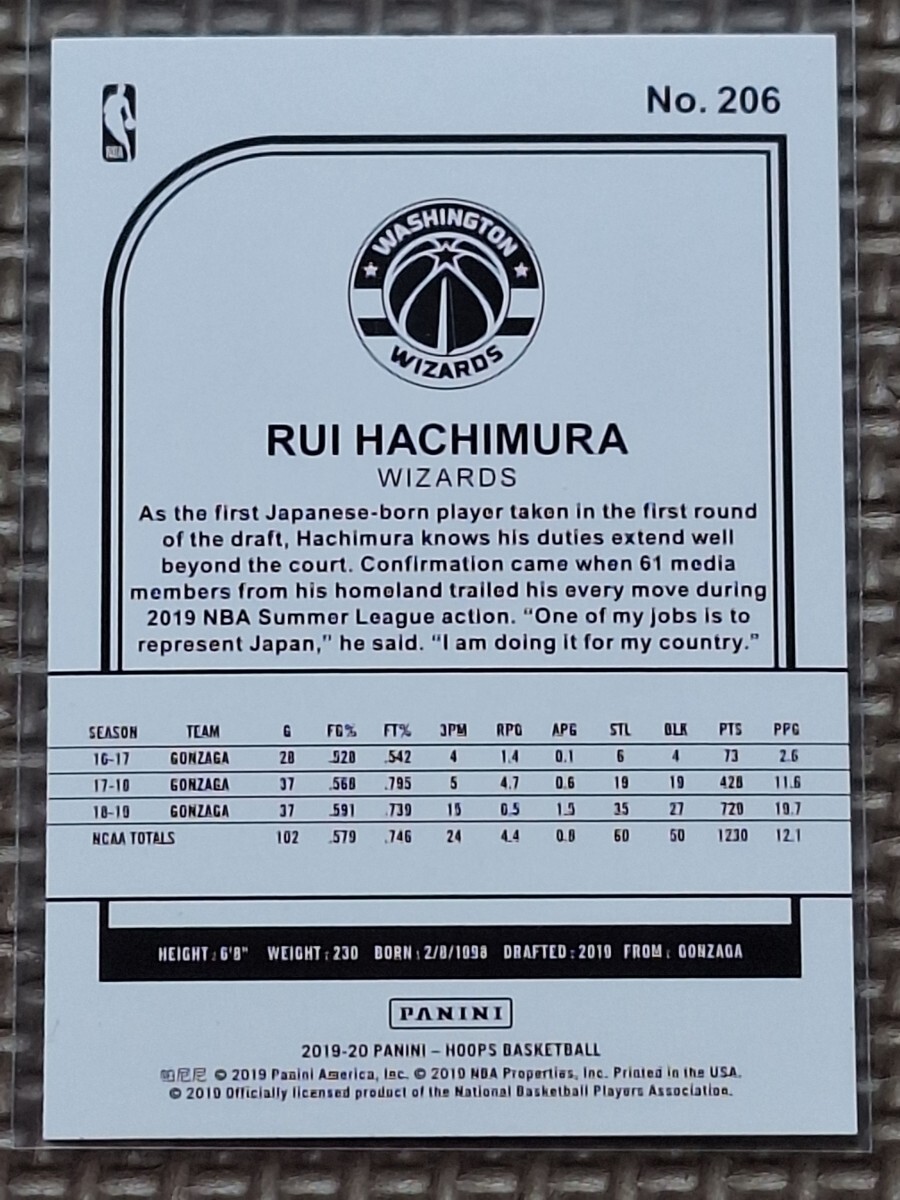 No. 206
NBA
WASHINGTON
WIZARDS
RUI HACHIMURA
WIZARDS
As the first Japanese-born player taken in the first round
of the draft, Hachimura knows his duties extend well
beyond the court. Confirmation came when 61 media
members from his homeland trailed his every move during
2019 NBA Summer League action. “One of my jobs is to
represent Japan,” he said. “I am doing it for my country.”
SEASON TEAM G FG% FT% 3PM RPG APG STL BLK PTS PPG
16-17 GONZAGA 28 .528 .542 4 1.4 0.1 6 4 73 2.6
17-18 GONZAGA 37 .568 .795 5 4.7 0.6 19 19 428 11.6
18-19 GONZAGA 37 .591 .739 15 6.5 1.5 35 27 729 19.7
NCAA TOTALS 102 .579 .746 24 4.4 0.8 60 50 1230 12.1
HEIGHT: 6'8" WEIGHT: 230 BORN: 2/8/1998 DRAFTED: 2019 FROM: GONZAGA
PANINI
2019-20 PANINI – HOOPS BASKETBALL
帕尼尼 © 2019 Panini America, Inc. © 2019 NBA Properties, Inc. Printed in the USA.
© 2019 Officially licensed product of the National Basketball Players Association.